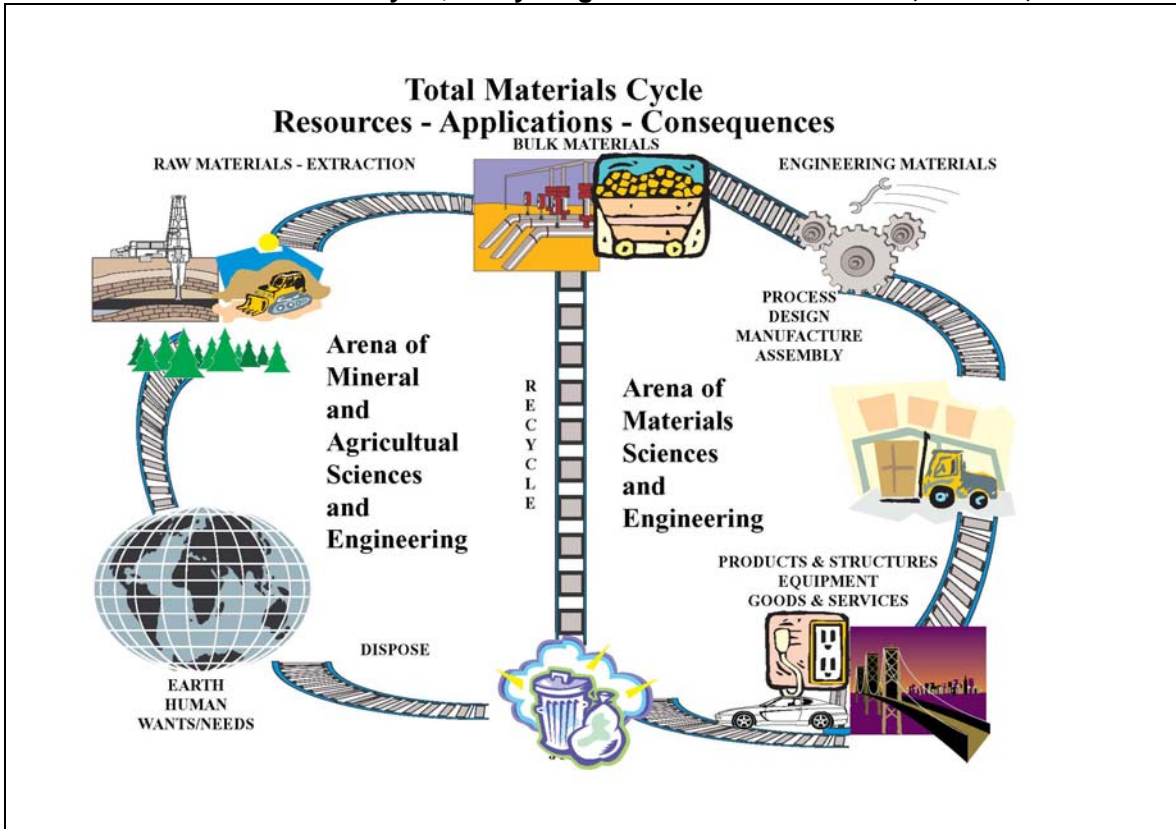 Total Materials Cycle
Resources - Applications - Consequences
BULK MATERIALS
RAW MATERIALS - EXTRACTION
ENGINEERING MATERIALS
PROCESS
DESIGN
MANUFACTURE
ASSEMBLY
Arena of
Mineral
and
Agricultual
Sciences
and
Engineering
R
E
C
Y
C
L
E
Arena of
Materials
Sciences
and
Engineering
PRODUCTS & STRUCTURES
EQUIPMENT
GOODS & SERVICES
DISPOSE
EARTH
HUMAN
WANTS/NEEDS